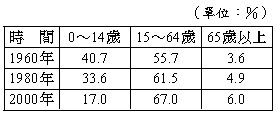 (單位：％)
時　間 0～14歲 15～64歲 65歲以上
1960年 40.7 55.7 3.6
1980年 33.6 61.5 4.9
2000年 17.0 67.0 6.0